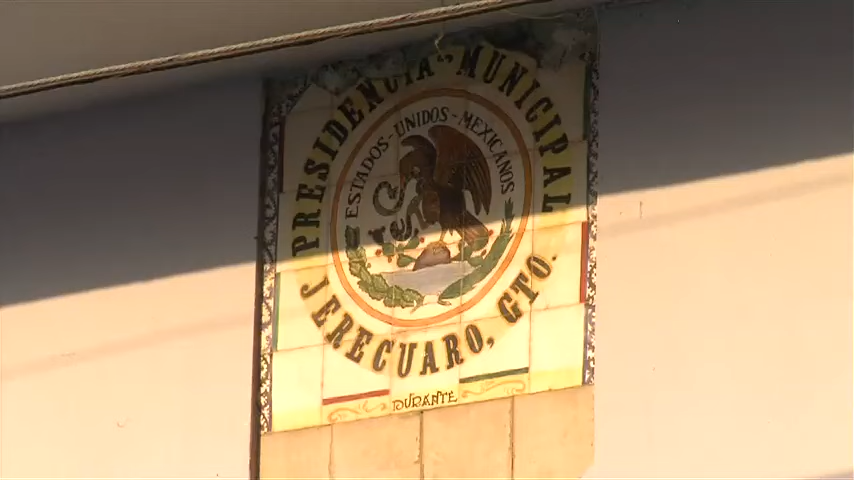 PRESIDENCIA MUNICIPAL
ESTADOS-UNIDOS-MEXICANOS
JERECUARO, GTO.
DURANTE